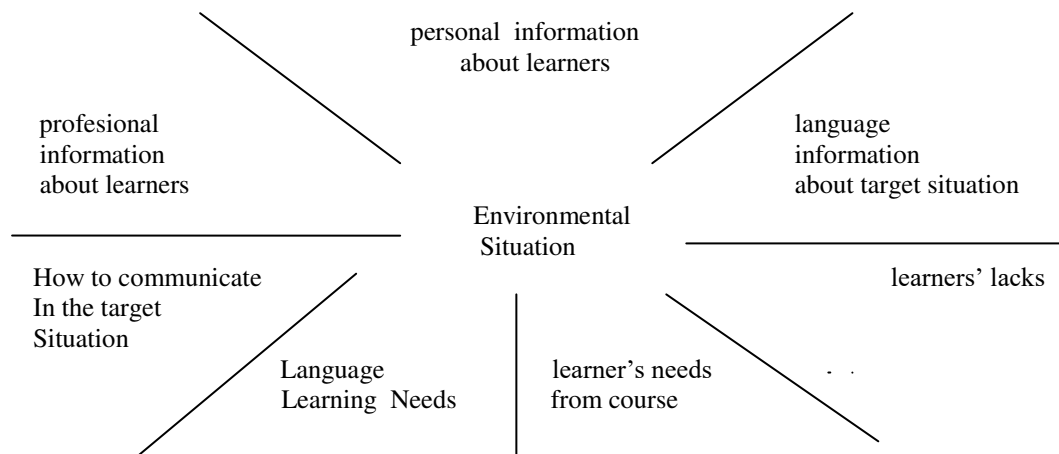 personal information
about learners
profesional
information
about learners
language
information
about target situation
Environmental
Situation
How to communicate
In the target
Situation
learners’ lacks
Language
Learning Needs
learner’s needs
from course